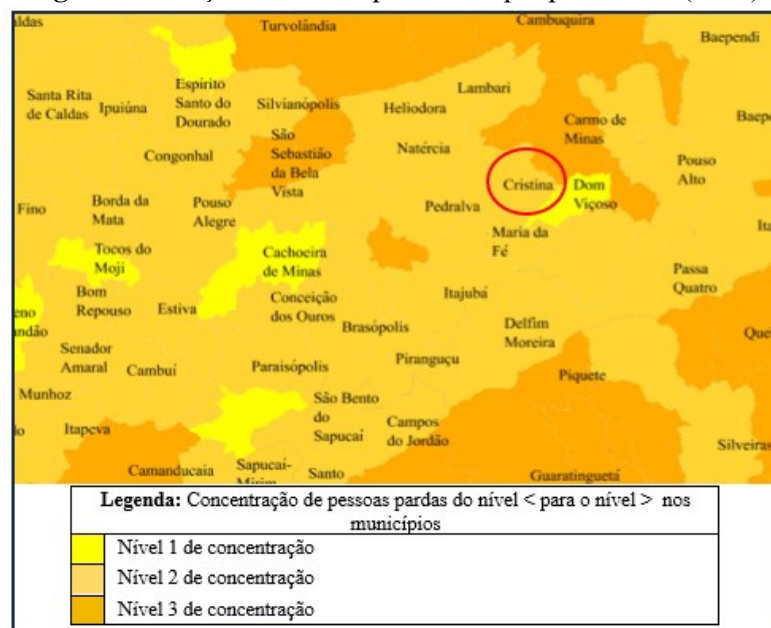 Turvolândia
Cambuquira
Baependi
Caldas
Espírito
Santo do
Dourado
Lambari
Santa Rita
de Caldas
Ipuiúna
Silvianópolis
Heliodora
São
Sebastião
da Bela
Vista
Carmo de
Minas
Congonhal
Natércia
Pouso
Alto
Cristina
Dom
Viçoso
Borda da
Mata
Pouso
Alegre
Fino
Pedralva
Maria da
Fé
Tocos do
Moji
Cachoeira
de Minas
Passa
Quatro
Bom
Repouso
Estiva
Conceição
dos Ouros
Itajubá
Brasópolis
Delfim
Moreira
Senador
Amaral
Cambuí
Paraisópolis
Piranguçu
Piquete
Munhoz
São Bento
do
Sapucaí
Campos
do Jordão
Itapeva
Silveiras
Camanducaia
Sapucaí-
Mirim
Santo
Guaratinguetá
Legenda: Concentração de pessoas pardas do nível < para o nível > nos
municípios
Nível 1 de concentração
Nível 2 de concentração
Nível 3 de concentração